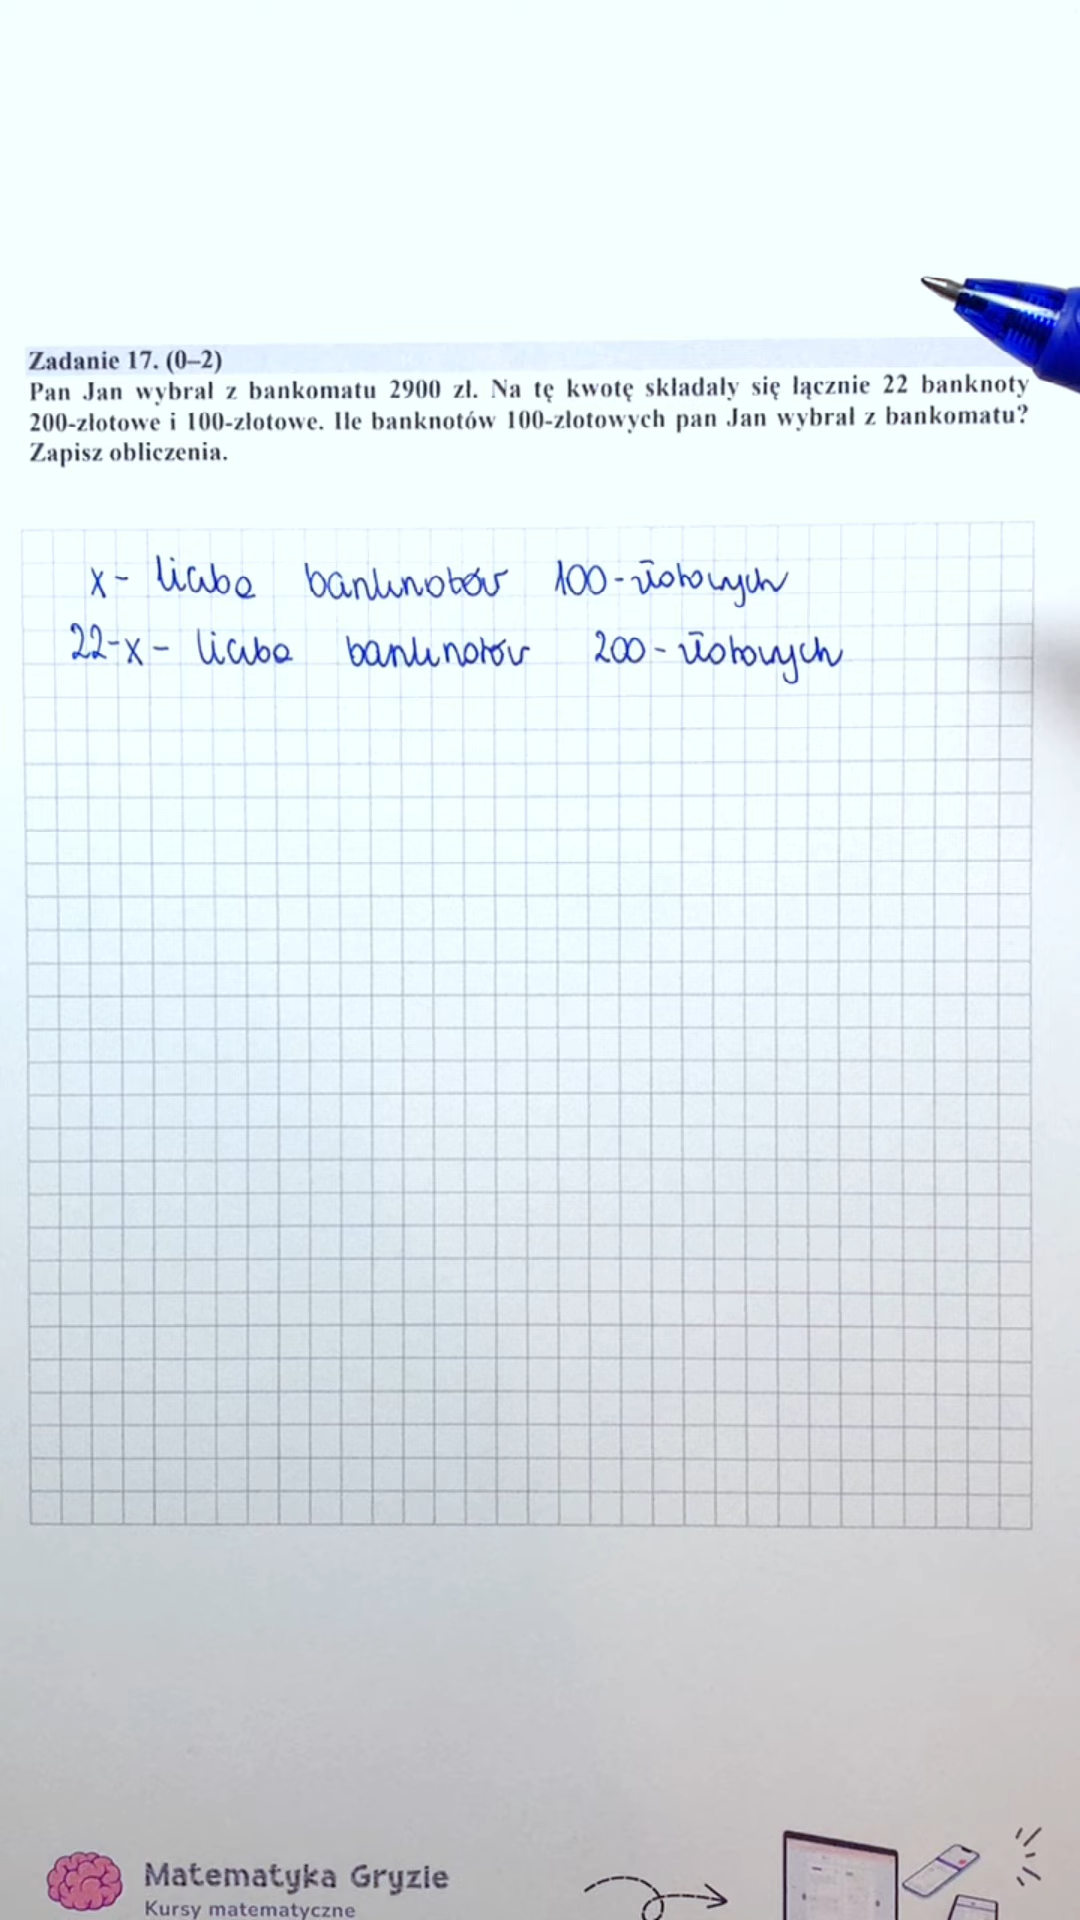 Zadanie 17. (0–2)
Pan Jan wybrał z bankomatu 2900 zł. Na tę kwotę składały się łącznie 22 banknoty
200-złotowe i 100-złotowe. Ile banknotów 100-złotowych pan Jan wybrał z bankomatu?
Zapisz obliczenia.
x - liczba banknotów 100-złotowych
22-x - liczba banknotów 200-złotowych
Matematyka Gryzie
Kursy matematyczne